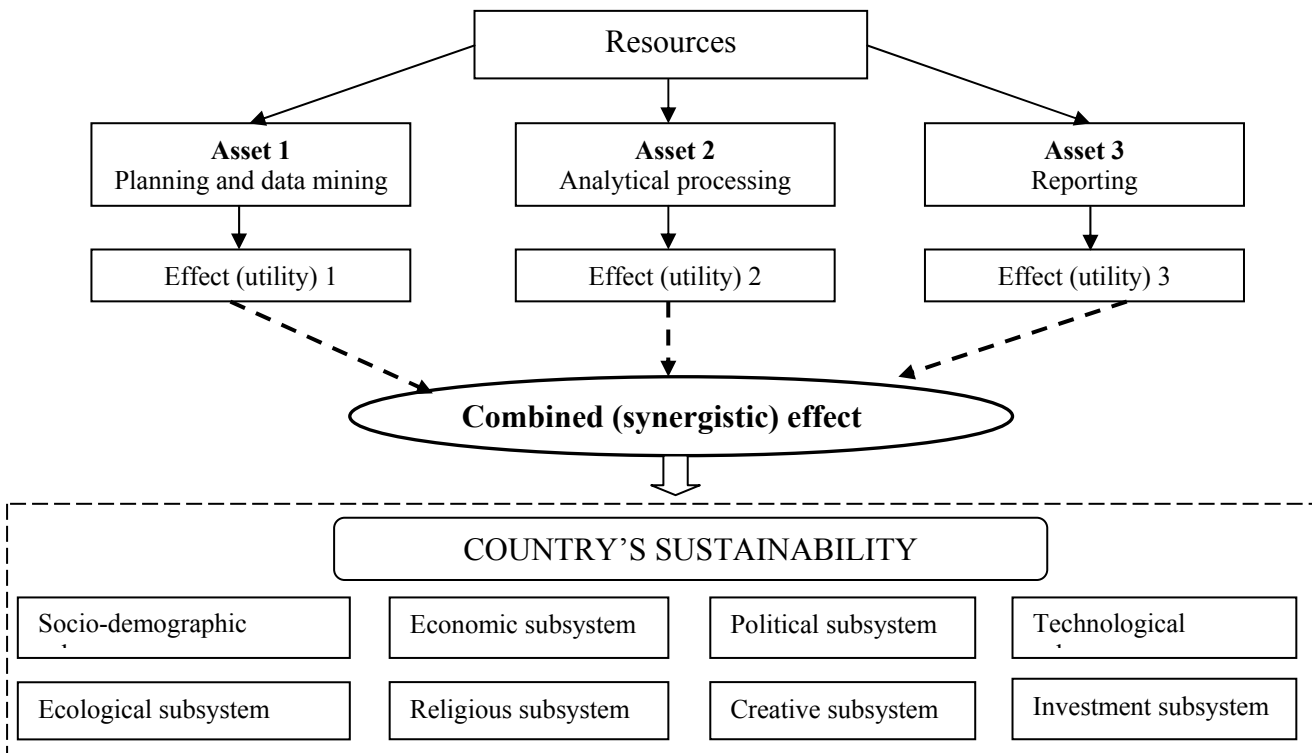 Resources
Asset 1
Planning and data mining
Asset 2
Analytical processing
Asset 3
Reporting
Effect (utility) 1
Effect (utility) 2
Effect (utility) 3
Combined (synergistic) effect
COUNTRY’S SUSTAINABILITY
Socio-demographic
Economic subsystem
Political subsystem
Technological
Ecological subsystem
Religious subsystem
Creative subsystem
Investment subsystem